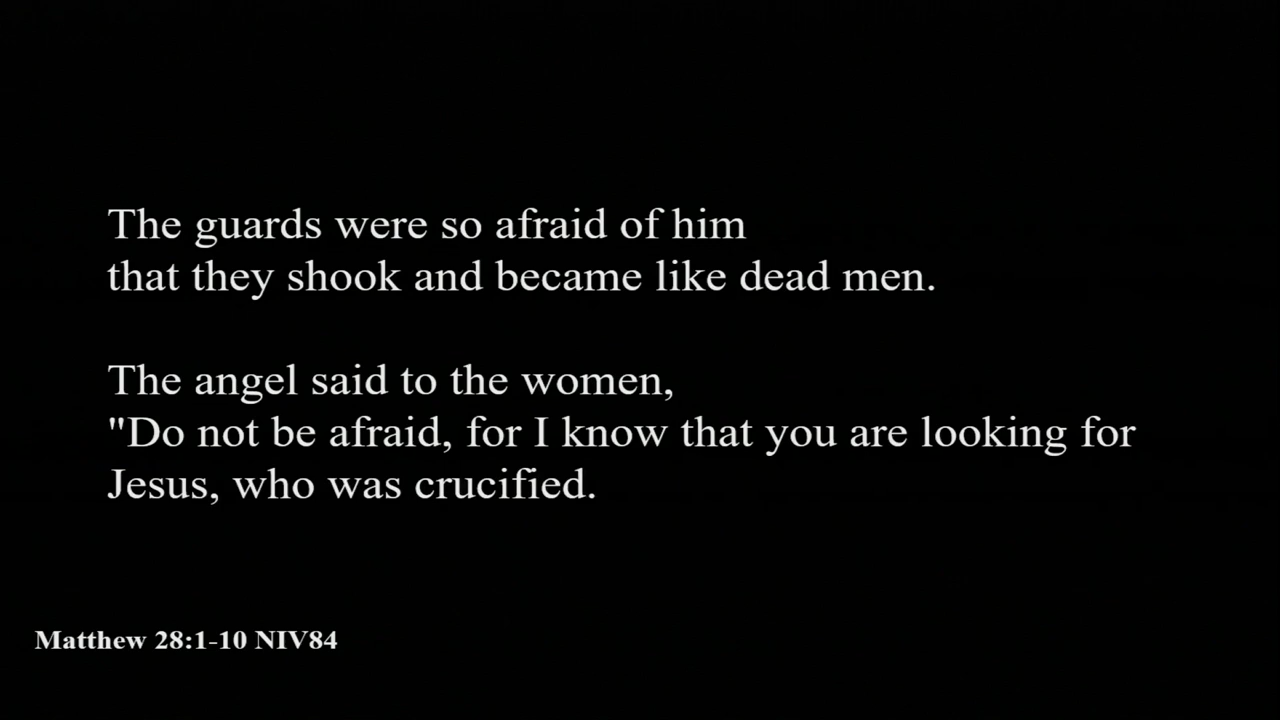 The guards were so afraid of him
that they shook and became like dead men.
The angel said to the women,
"Do not be afraid, for I know that you are looking for
Jesus, who was crucified.
Matthew 28:1-10 NIV84